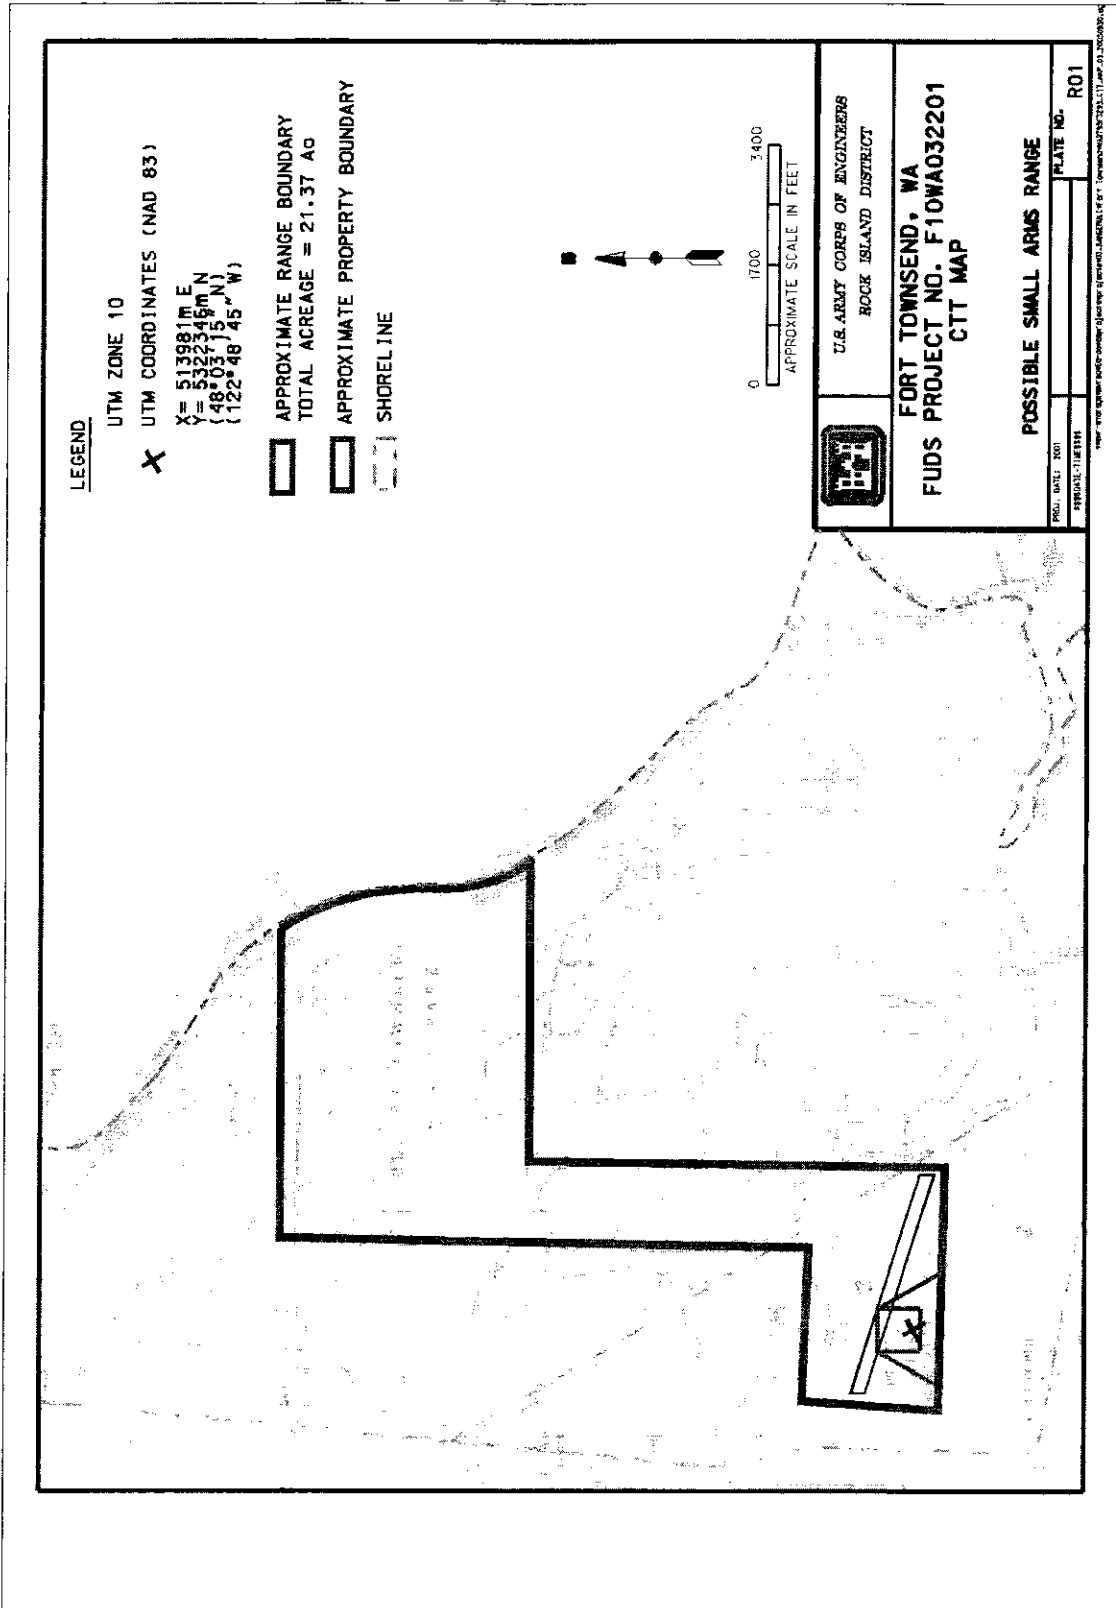 LEGEND
UTM ZONE 10
UTM COORDINATES (NAD 83)
X= 513981m E
Y= 5322345m N
(48°03'15" N)
(122°48'45" W)
APPROXIMATE RANGE BOUNDARY
TOTAL ACREAGE = 21.37 Ac
APPROXIMATE PROPERTY BOUNDARY
SHORELINE
0 1700 3400
APPROXIMATE SCALE IN FEET
U.S. ARMY CORPS OF ENGINEERS
ROCK ISLAND DISTRICT
FORT TOWNSEND, WA
FUDS PROJECT NO. F10WA032201
CTT MAP
POSSIBLE SMALL ARMS RANGE
PROJ. DATE: 2001
PLATE NO.
R01